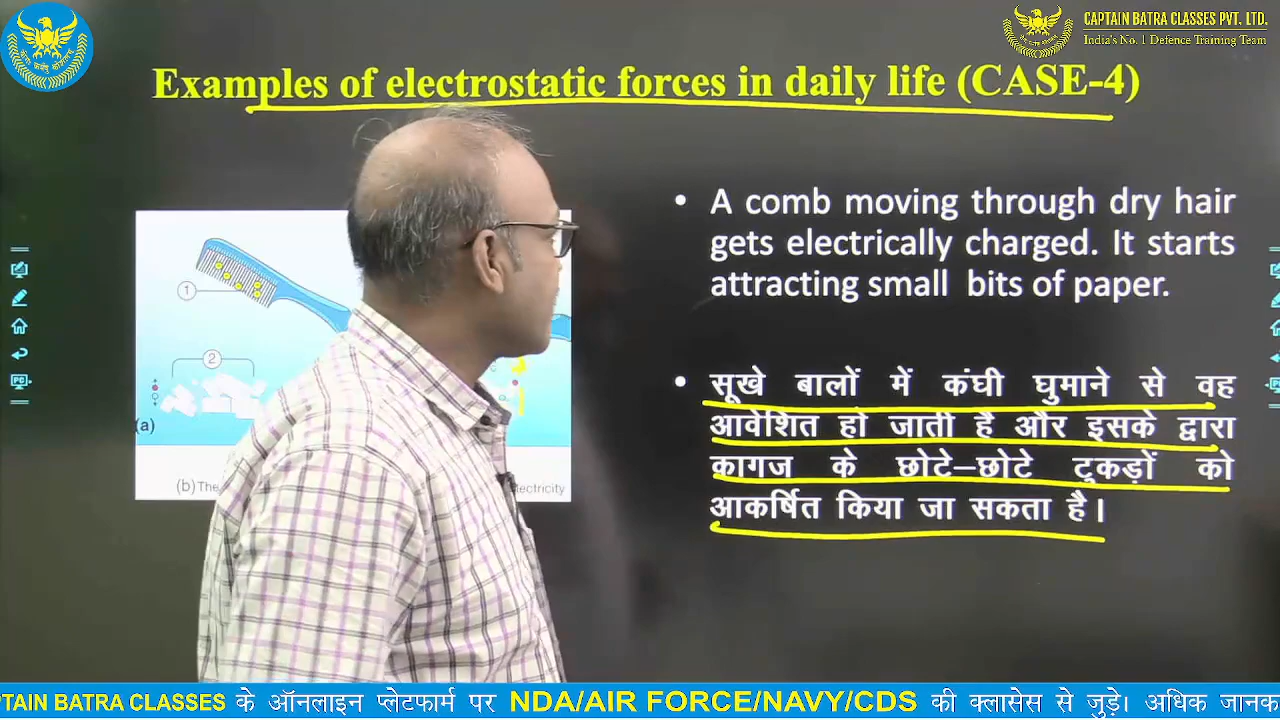 CAPTAIN BATRA CLASSES PVT. LTD.
India's No. 1 Defence Training Team
Examples of electrostatic forces in daily life (CASE-4)
• A comb moving through dry hair
gets electrically charged. It starts
attracting small bits of paper.
• सूखे बालों में कंघी घुमाने से वह
आवेशित हो जाती है और इसके द्वारा
कागज के छोटे–छोटे टुकड़ों को
आकर्षित किया जा सकता है।
1
2
(a)
(b) The
PTAIN BATRA CLASSES के ऑनलाइन प्लेटफार्म पर NDA/AIR FORCE/NAVY/CDS की क्लासेस से जुड़े। अधिक जानक